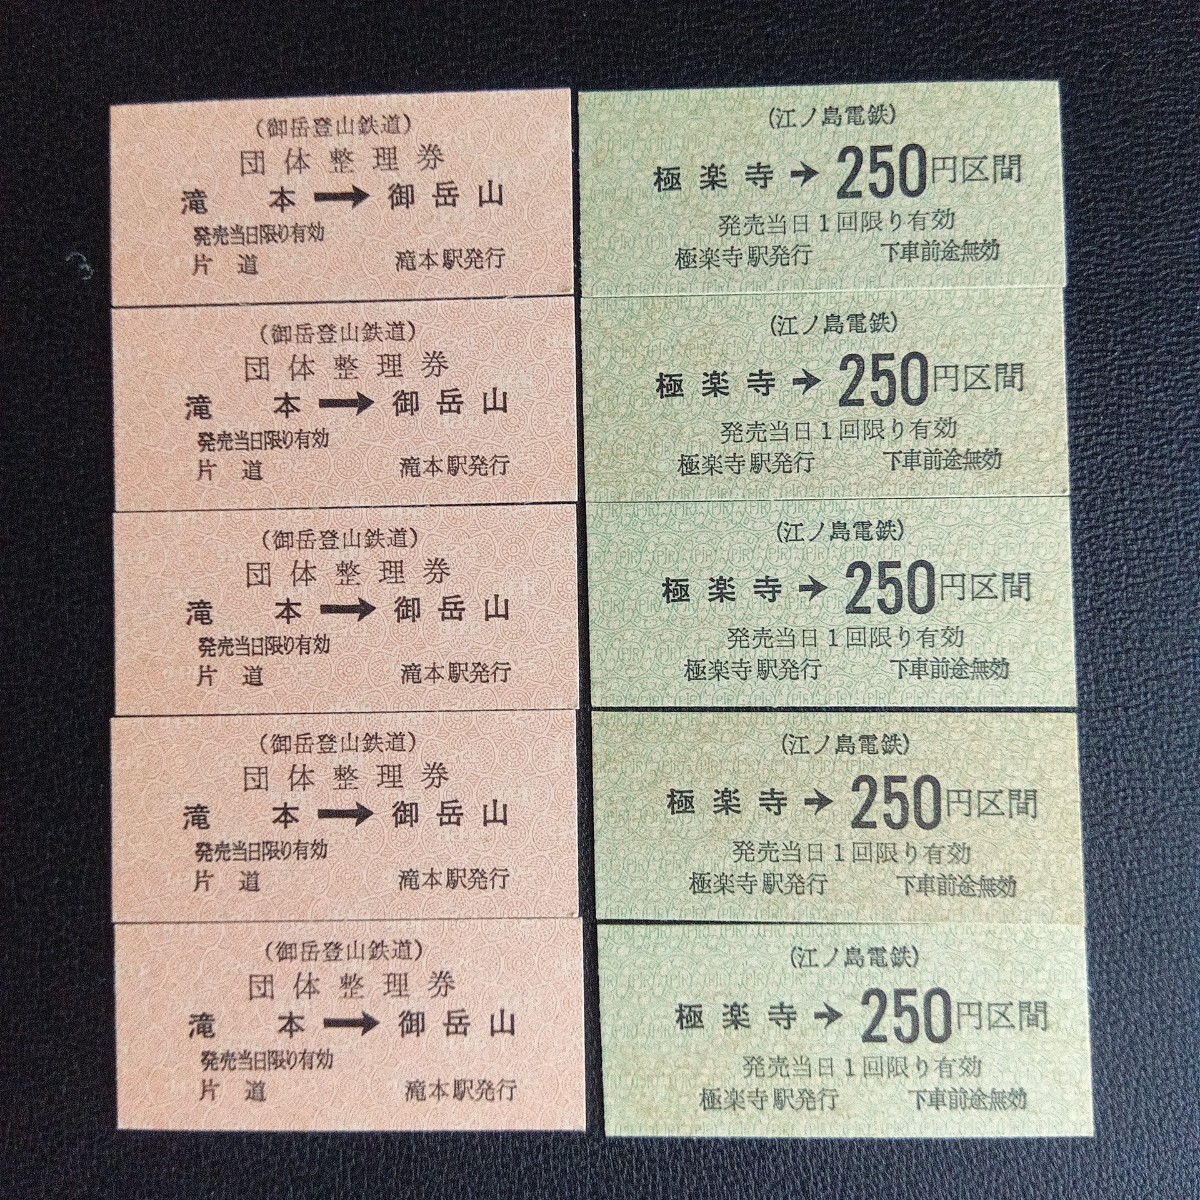 (御岳登山鉄道)
団体整理券
滝本→御岳山
発売当日限り有効
片道 滝本駅発行
(御岳登山鉄道)
団体整理券
滝本→御岳山
発売当日限り有効
片道 滝本駅発行
(御岳登山鉄道)
団体整理券
滝本→御岳山
発売当日限り有効
片道 滝本駅発行
(御岳登山鉄道)
団体整理券
滝本→御岳山
発売当日限り有効
片道 滝本駅発行
(御岳登山鉄道)
団体整理券
滝本→御岳山
発売当日限り有効
片道 滝本駅発行
(江ノ島電鉄)
極楽寺→250円区間
発売当日1回限り有効
極楽寺駅発行 下車前途無効
(江ノ島電鉄)
極楽寺→250円区間
発売当日1回限り有効
極楽寺駅発行 下車前途無効
(江ノ島電鉄)
極楽寺→250円区間
発売当日1回限り有効
極楽寺駅発行 下車前途無効
(江ノ島電鉄)
極楽寺→250円区間
発売当日1回限り有効
極楽寺駅発行 下車前途無効
(江ノ島電鉄)
極楽寺→250円区間
発売当日1回限り有効
極楽寺駅発行 下車前途無効